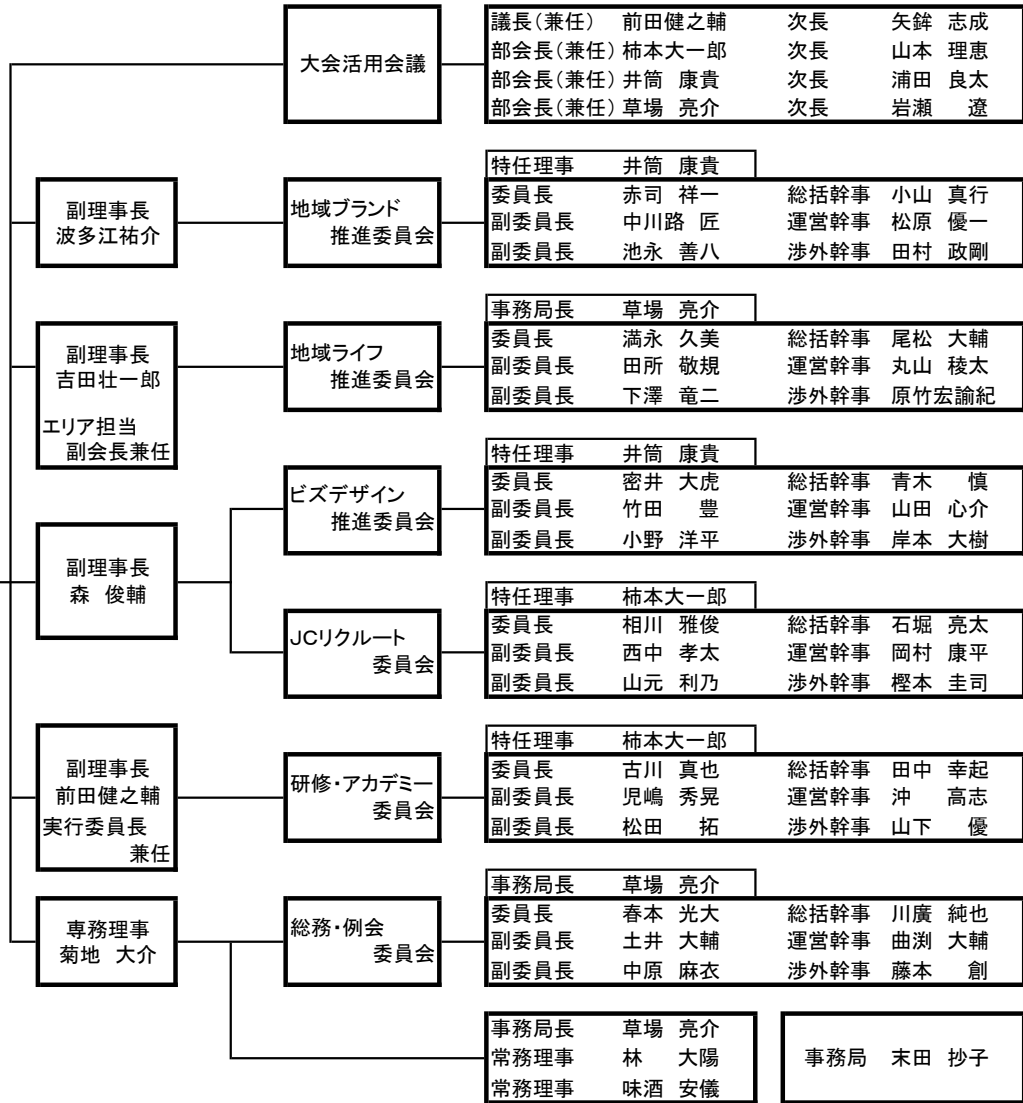 大会活用会議
議長(兼任) 前田健之輔 次長 矢鉾 志成
部会長(兼任) 柿本大一郎 次長 山本 理恵
部会長(兼任) 井筒 康貴 次長 浦田 良太
部会長(兼任) 草場 亮介 次長 岩瀬 遼
副理事長
波多江祐介
地域ブランド
推進委員会
特任理事 井筒 康貴
委員長 赤司 祥一 総括幹事 小山 真行
副委員長 中川路 匠 運営幹事 松原 優一
副委員長 池永 善八 渉外幹事 田村 政剛
副理事長
吉田壮一郎
エリア担当
副会長兼任
地域ライフ
推進委員会
事務局長 草場 亮介
委員長 満永 久美 総括幹事 尾松 大輔
副委員長 田所 敬規 運営幹事 丸山 稜太
副委員長 下澤 竜二 渉外幹事 原竹宏諭紀
副理事長
森 俊輔
ビズデザイン
推進委員会
特任理事 井筒 康貴
委員長 密井 大虎 総括幹事 青木 慎
副委員長 竹田 豊 運営幹事 山田 心介
副委員長 小野 洋平 渉外幹事 岸本 大樹
JCリクルート
委員会
特任理事 柿本大一郎
委員長 相川 雅俊 総括幹事 石堀 亮太
副委員長 西中 孝太 運営幹事 岡村 康平
副委員長 山元 利乃 渉外幹事 樫本 圭司
副理事長
前田健之輔
実行委員長
兼任
研修・アカデミー
委員会
特任理事 柿本大一郎
委員長 古川 真也 総括幹事 田中 幸起
副委員長 児嶋 秀晃 運営幹事 沖 高志
副委員長 松田 拓 渉外幹事 山下 優
専務理事
菊地 大介
総務・例会
委員会
事務局長 草場 亮介
委員長 春本 光大 総括幹事 川廣 純也
副委員長 土井 大輔 運営幹事 曲渕 大輔
副委員長 中原 麻衣 渉外幹事 藤本 創
事務局長 草場 亮介
常務理事 林 大陽
常務理事 味酒 安儀
事務局 末田 抄子